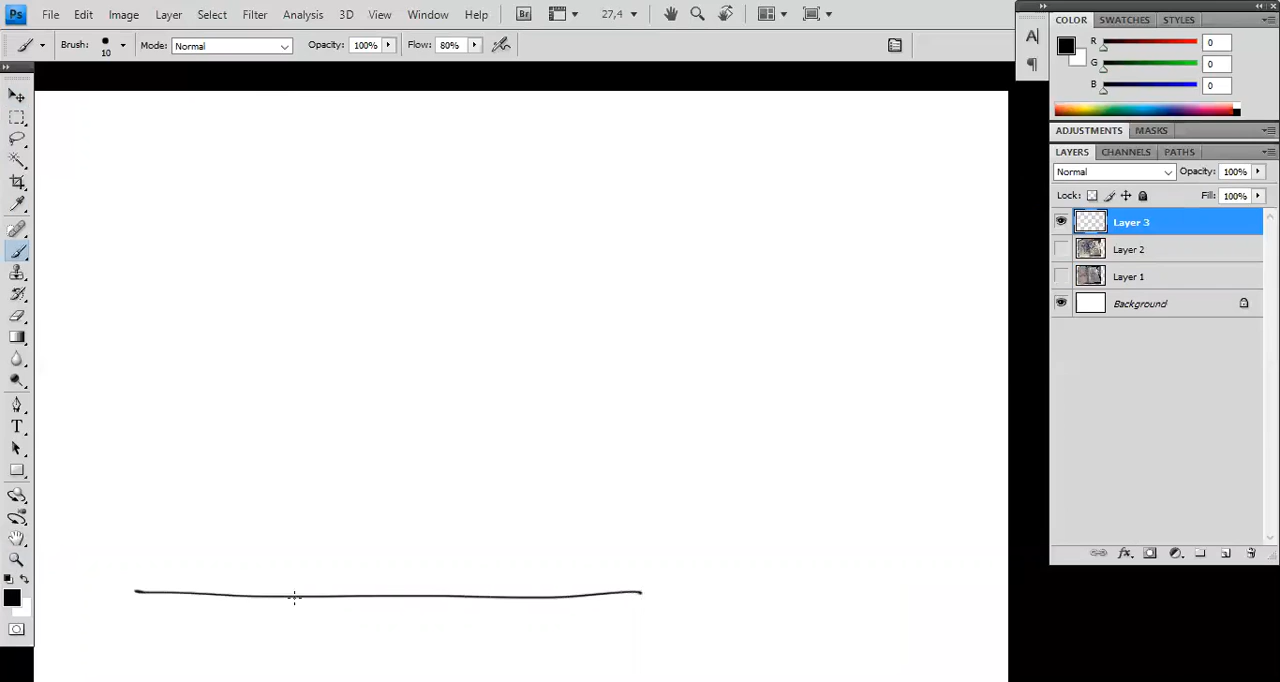 Ps File Edit Image Layer Select Filter Analysis 3D View Window Help Br 27,4
Brush: 10 Mode: Normal Opacity: 100% Flow: 80%
COLOR SWATCHES STYLES
R 0
G 0
B 0
ADJUSTMENTS MASKS
LAYERS CHANNELS PATHS
Normal Opacity: 100%
Lock: Fill: 100%
Layer 3
Layer 2
Layer 1
Background
fx
T
A